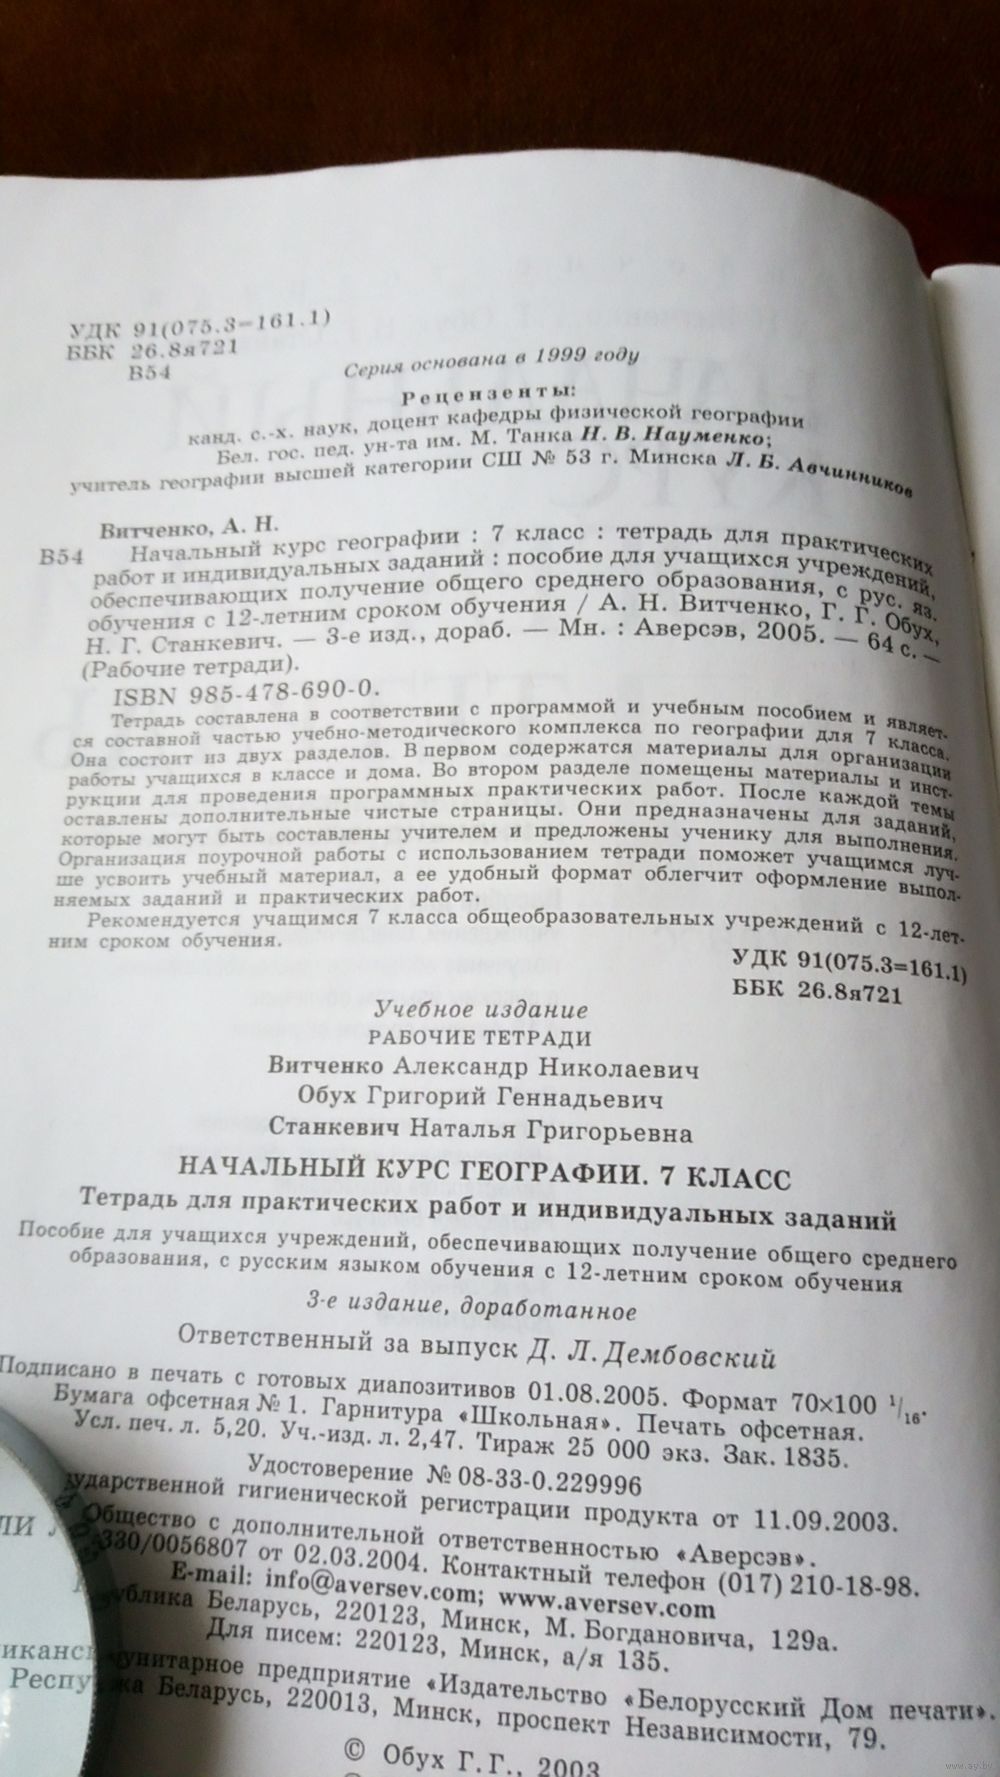 УДК 91(075.3=161.1)
ББК 26.8я721
В54
Серия основана в 1999 году
Рецензенты:
канд. с.-х. наук, доцент кафедры физической географии
Бел. гос. пед. ун-та им. М. Танка Н. В. Науменко;
учитель географии высшей категории СШ № 53 г. Минска Л. Б. Авчинников
Витченко, А. Н.
В54 Начальный курс географии : 7 класс : тетрадь для практических
работ и индивидуальных заданий : пособие для учащихся учреждений,
обеспечивающих получение общего среднего образования, с рус. яз.
обучения с 12-летним сроком обучения / А. Н. Витченко, Г. Г. Обух,
Н. Г. Станкевич. — 3-е изд., дораб. — Мн. : Аверсэв, 2005. — 64 с. —
(Рабочие тетради).
ISBN 985-478-690-0.
Тетрадь составлена в соответствии с программой и учебным пособием и являет-
ся составной частью учебно-методического комплекса по географии для 7 класса.
Она состоит из двух разделов. В первом содержатся материалы для организации
работы учащихся в классе и дома. Во втором разделе помещены материалы и инст-
рукции для проведения программных практических работ. После каждой темы
оставлены дополнительные чистые страницы. Они предназначены для заданий,
которые могут быть составлены учителем и предложены ученику для выполнения.
Организация поурочной работы с использованием тетради поможет учащимся луч-
ше усвоить учебный материал, а ее удобный формат облегчит оформление выпол-
няемых заданий и практических работ.
Рекомендуется учащимся 7 класса общеобразовательных учреждений с 12-лет-
ним сроком обучения.
УДК 91(075.3=161.1)
ББК 26.8я721
Учебное издание
РАБОЧИЕ ТЕТРАДИ
Витченко Александр Николаевич
Обух Григорий Геннадьевич
Станкевич Наталья Григорьевна
НАЧАЛЬНЫЙ КУРС ГЕОГРАФИИ. 7 КЛАСС
Тетрадь для практических работ и индивидуальных заданий
Пособие для учащихся учреждений, обеспечивающих получение общего среднего
образования, с русским языком обучения с 12-летним сроком обучения
3-е издание, доработанное
Ответственный за выпуск Д. Л. Дембовский
Подписано в печать с готовых диапозитивов 01.08.2005. Формат 70×100 1/16.
Бумага офсетная № 1. Гарнитура «Школьная». Печать офсетная.
Усл. печ. л. 5,20. Уч.-изд. л. 2,47. Тираж 25 000 экз. Зак. 1835.
Удостоверение № 08-33-0.229996
ударственной гигиенической регистрации продукта от 11.09.2003.
Общество с дополнительной ответственностью «Аверсэв».
330/0056807 от 02.03.2004. Контактный телефон (017) 210-18-98.
E-mail: info@aversev.com; www.aversev.com
ублика Беларусь, 220123, Минск, М. Богдановича, 129а.
Для писем: 220123, Минск, а/я 135.
унитарное предприятие «Издательство «Белорусский Дом печати».
ка Беларусь, 220013, Минск, проспект Независимости, 79.
© Обух Г. Г., 2003
www.ay.by